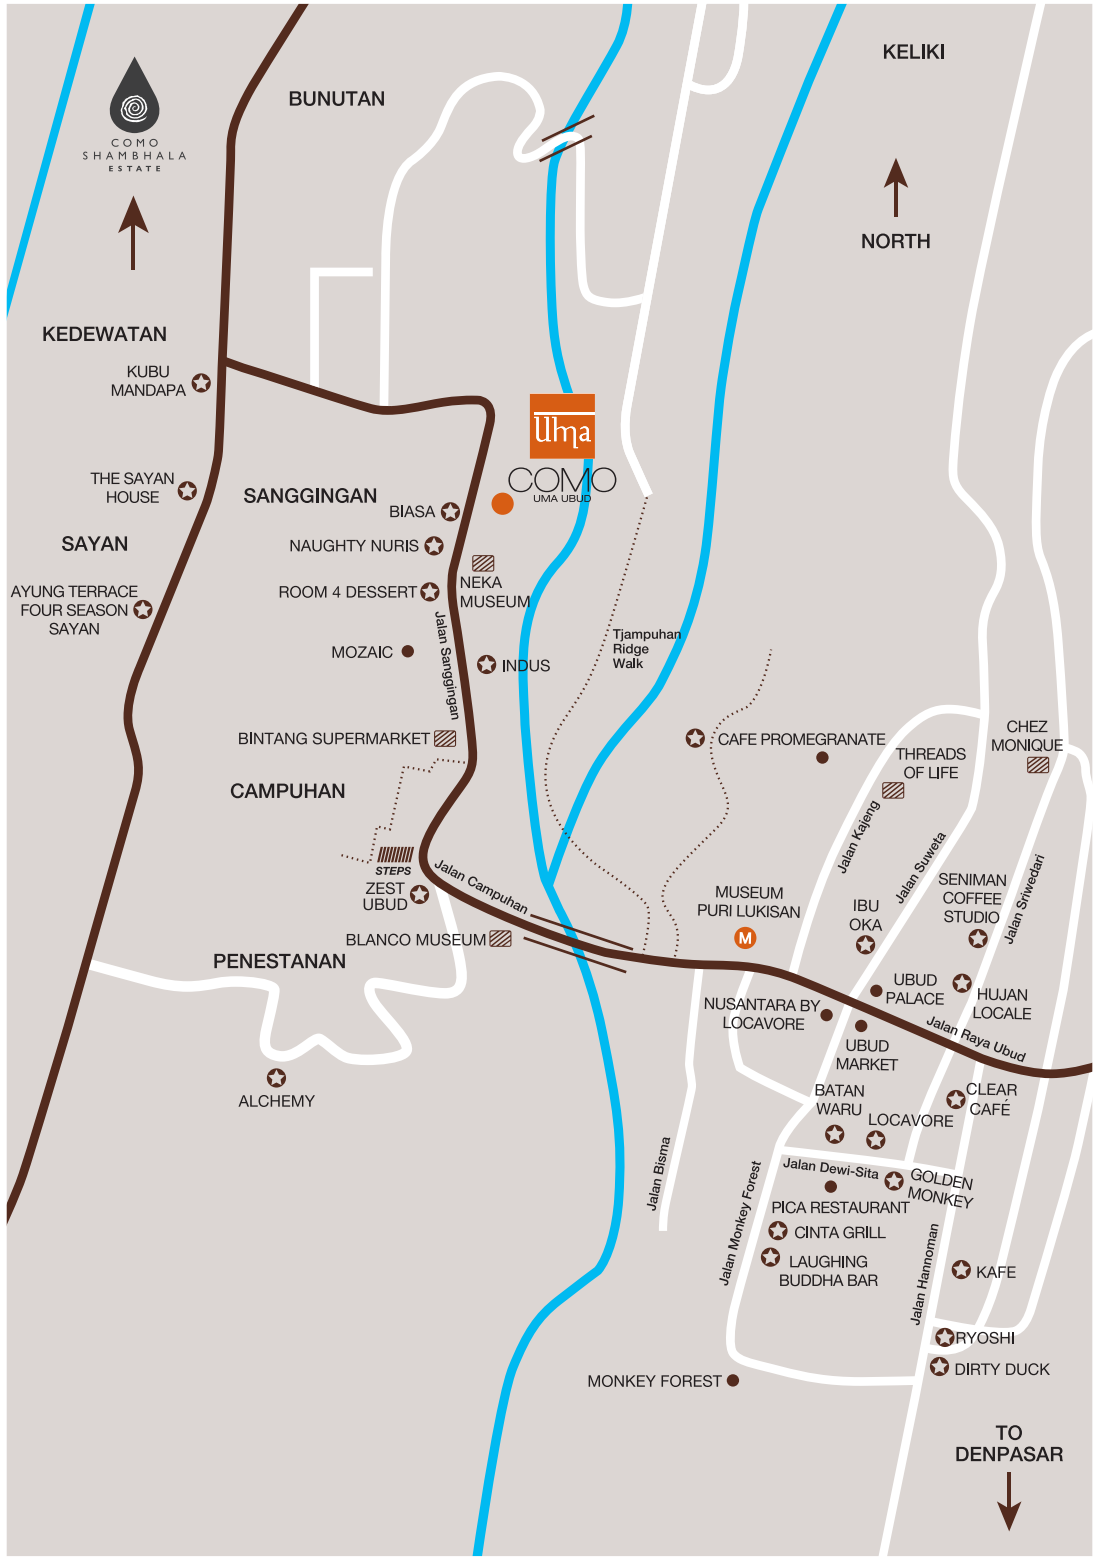 KELIKI
BUNUTAN
COMO
SHAMBHALA
ESTATE
NORTH
KEDEWATAN
KUBU
MANDAPA
Uma
COMO
UMA UBUD
THE SAYAN
HOUSE
SANGGINGAN
BIASA
SAYAN
NAUGHTY NURIS
NEKA
MUSEUM
AYUNG TERRACE
FOUR SEASON
SAYAN
ROOM 4 DESSERT
Jalan Sanggingan
Tjampuhan
Ridge
Walk
MOZAIC
INDUS
BINTANG SUPERMARKET
CAFE PROMEGRANATE
THREADS
OF LIFE
CHEZ
MONIQUE
CAMPUHAN
Jalan Kajeng
Jalan Suweta
Jalan Sriwedari
STEPS
ZEST
UBUD
Jalan Campuhan
MUSEUM
PURI LUKISAN
M
IBU
OKA
SENIMAN
COFFEE
STUDIO
BLANCO MUSEUM
PENESTANAN
UBUD
PALACE
HUJAN
LOCALE
NUSANTARA BY
LOCAVORE
Jalan Raya Ubud
UBUD
MARKET
ALCHEMY
BATAN
WARU
LOCAVORE
CLEAR
CAFÉ
Jalan Bisma
Jalan Dewi-Sita
GOLDEN
MONKEY
PICA RESTAURANT
Jalan Monkey Forest
CINTA GRILL
LAUGHING
BUDDHA BAR
Jalan Hannoman
KAFE
RYOSHI
DIRTY DUCK
MONKEY FOREST
TO
DENPASAR